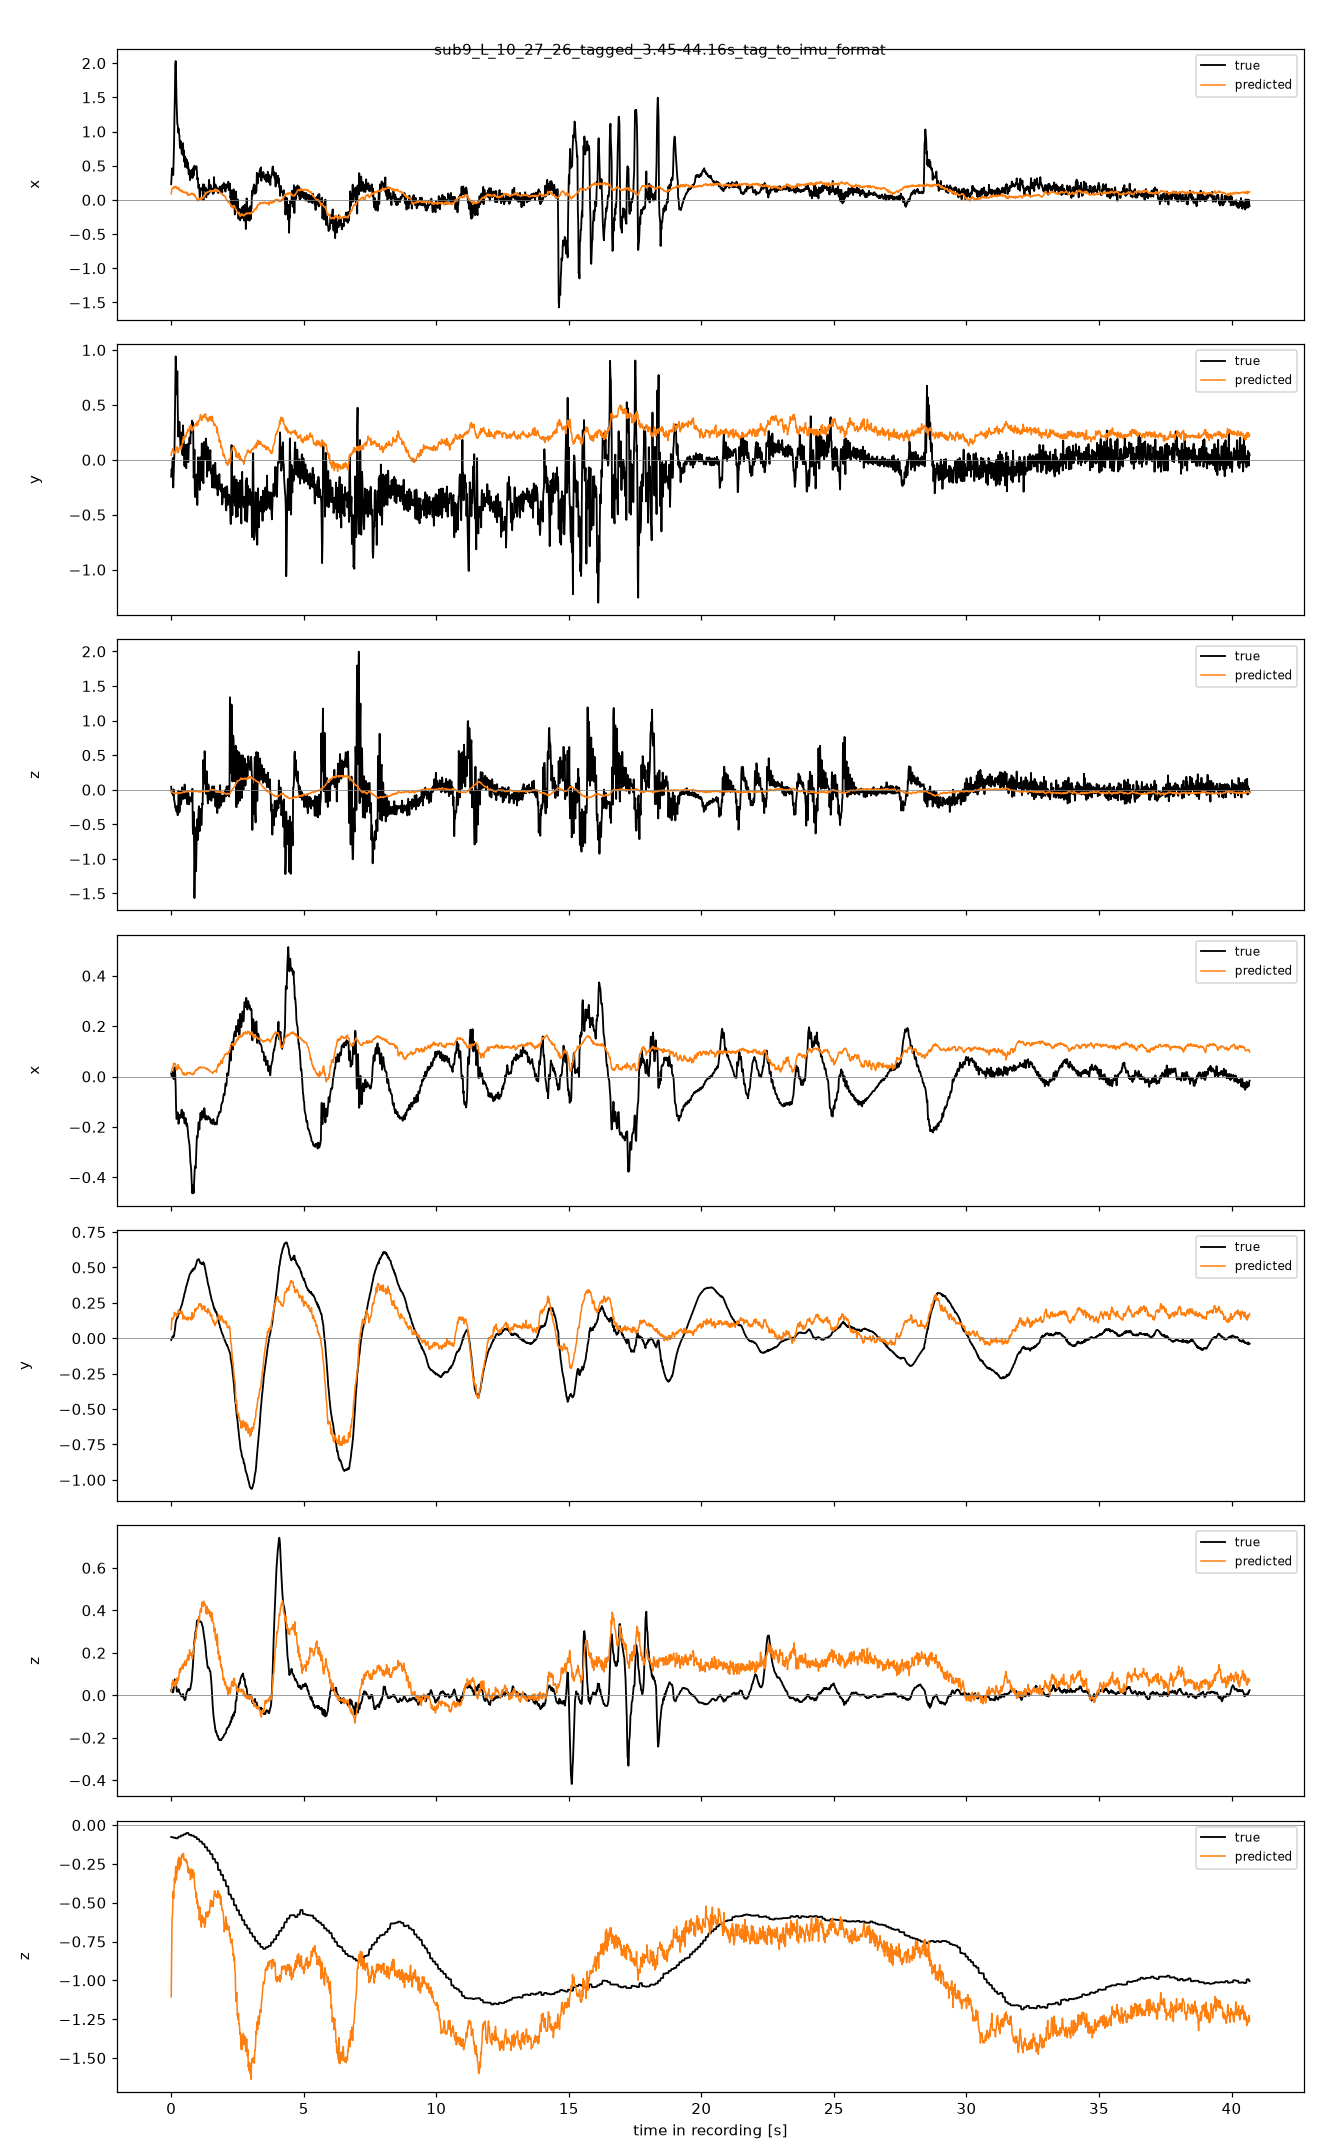 sub9_L_10_27_26_tagged_3.45-44.16s_tag_to_imu_format
2.0
1.5
1.0
0.5
0.0
−0.5
−1.0
−1.5
x
true
predicted
1.0
0.5
0.0
−0.5
−1.0
y
true
predicted
2.0
1.5
1.0
0.5
0.0
−0.5
−1.0
−1.5
z
true
predicted
0.4
0.2
0.0
−0.2
−0.4
x
true
predicted
0.75
0.50
0.25
0.00
−0.25
−0.50
−0.75
−1.00
y
true
predicted
0.6
0.4
0.2
0.0
−0.2
−0.4
z
true
predicted
0.00
−0.25
−0.50
−0.75
−1.00
−1.25
−1.50
z
true
predicted
0 5 10 15 20 25 30 35 40
time in recording [s]